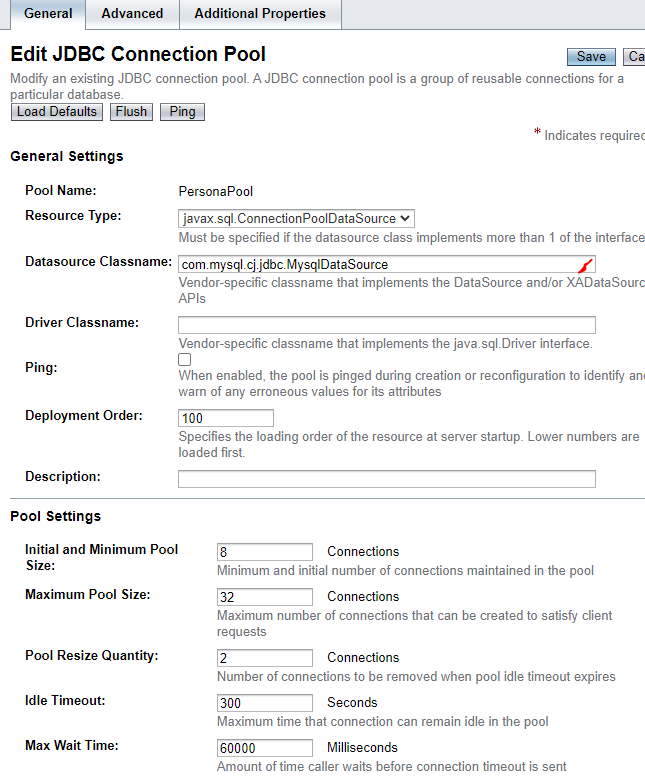 General Advanced Additional Properties
Edit JDBC Connection Pool
Save Ca
Modify an existing JDBC connection pool. A JDBC connection pool is a group of reusable connections for a
particular database.
Load Defaults Flush Ping
* Indicates required
General Settings
Pool Name: PersonaPool
Resource Type: javax.sql.ConnectionPoolDataSource
Must be specified if the datasource class implements more than 1 of the interface
Datasource Classname: com.mysql.cj.jdbc.MysqlDataSource
Vendor-specific classname that implements the DataSource and/or XADataSourc
APIs
Driver Classname:
Vendor-specific classname that implements the java.sql.Driver interface.
Ping:
When enabled, the pool is pinged during creation or reconfiguration to identify and
warn of any erroneous values for its attributes
Deployment Order: 100
Specifies the loading order of the resource at server startup. Lower numbers are
loaded first.
Description:
Pool Settings
Initial and Minimum Pool
Size: 8 Connections
Minimum and initial number of connections maintained in the pool
Maximum Pool Size: 32 Connections
Maximum number of connections that can be created to satisfy client
requests
Pool Resize Quantity: 2 Connections
Number of connections to be removed when pool idle timeout expires
Idle Timeout: 300 Seconds
Maximum time that connection can remain idle in the pool
Max Wait Time: 60000 Milliseconds
Amount of time caller waits before connection timeout is sent